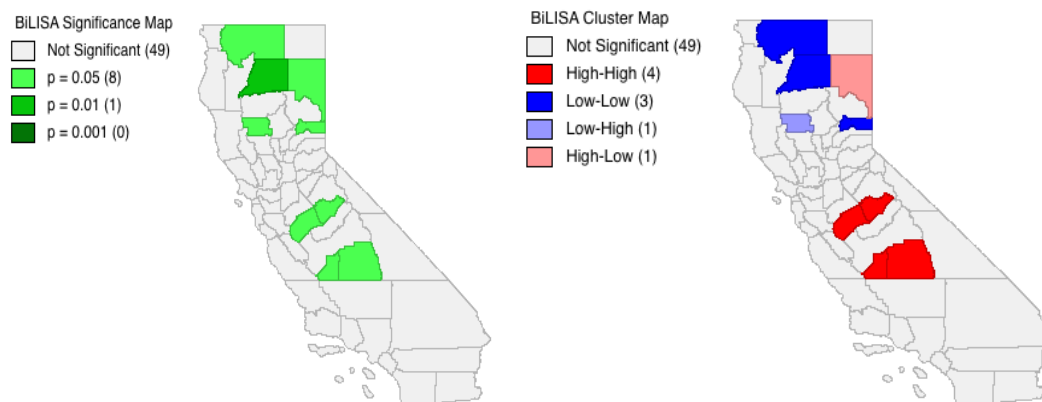 BiLISA Significance Map
Not Significant (49)
p = 0.05 (8)
p = 0.01 (1)
p = 0.001 (0)
BiLISA Cluster Map
Not Significant (49)
High-High (4)
Low-Low (3)
Low-High (1)
High-Low (1)